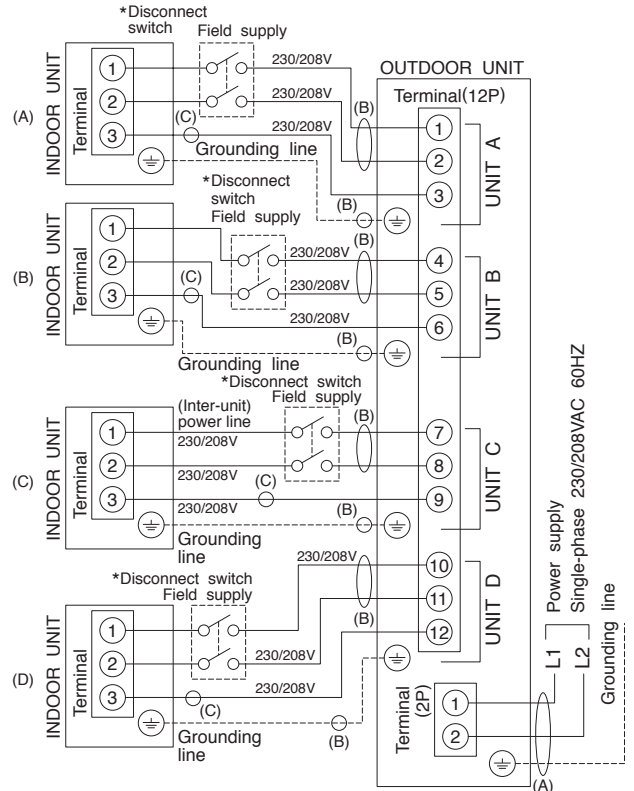 *Disconnect
switch
Field supply
(A)
INDOOR UNIT
Terminal
1
2
3
(C)
230/208V
230/208V
Grounding line
(B)
(B)
OUTDOOR UNIT
Terminal(12P)
1
2
3
UNIT A
*Disconnect
switch
Field supply
(B)
INDOOR UNIT
Terminal
1
2
3
(C)
230/208V
230/208V
230/208V
Grounding line
(B)
(B)
4
5
6
UNIT B
*Disconnect switch
Field supply
(C)
INDOOR UNIT
Terminal
1
2
3
(Inter-unit)
power line
230/208V
230/208V
230/208V
(C)
Grounding
line
(B)
(B)
7
8
9
UNIT C
*Disconnect switch
Field supply
(D)
INDOOR UNIT
Terminal
1
2
3
230/208V
230/208V
230/208V
(C)
Grounding
line
(B)
(B)
10
11
12
UNIT D
Terminal
(2P)
1
2
L1
L2
Power supply
Single-phase 230/208VAC 60HZ
Grounding line
(A)